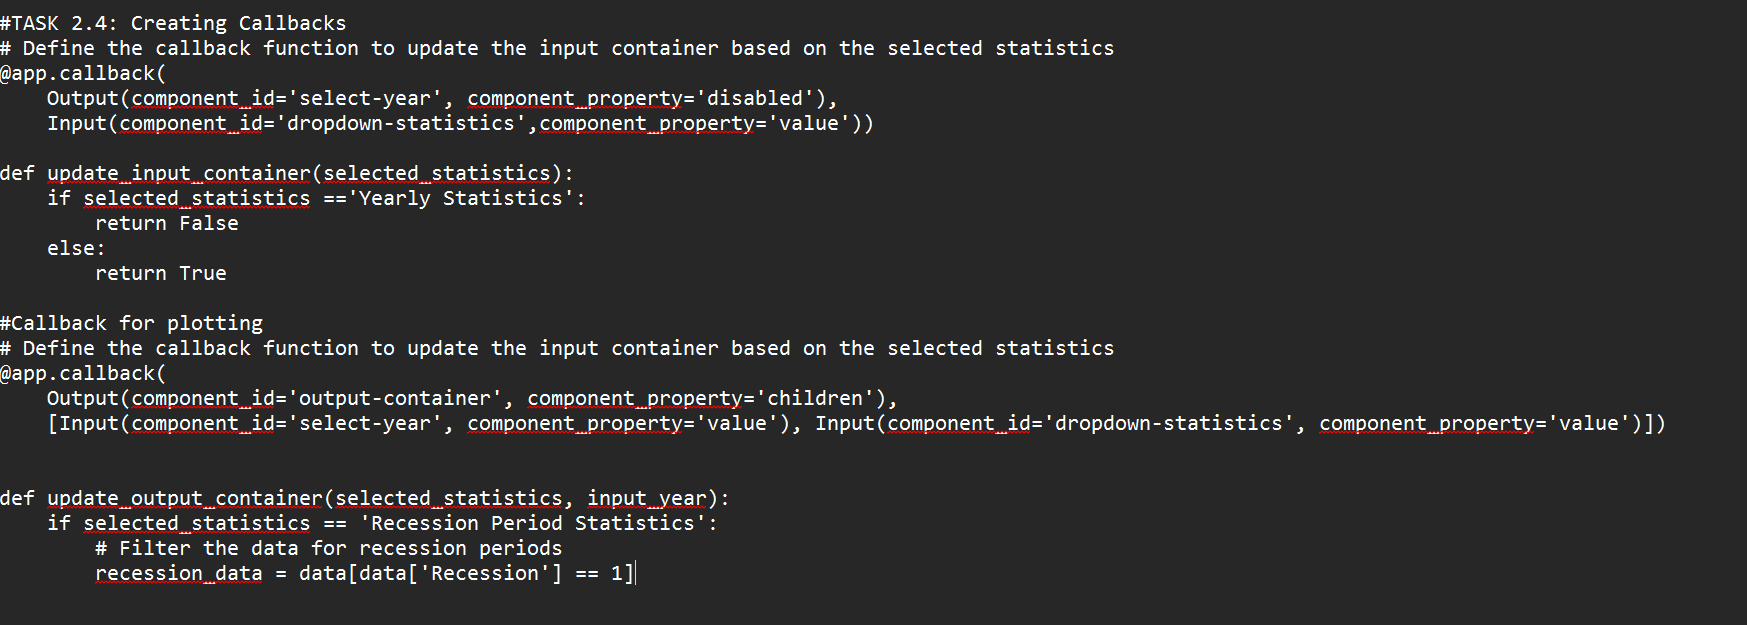 #TASK 2.4: Creating Callbacks
# Define the callback function to update the input container based on the selected statistics
@app.callback(
    Output(component_id='select-year', component_property='disabled'),
    Input(component_id='dropdown-statistics',component_property='value'))

def update_input_container(selected_statistics):
    if selected_statistics =='Yearly Statistics':
        return False
    else:
        return True

#Callback for plotting
# Define the callback function to update the input container based on the selected statistics
@app.callback(
    Output(component_id='output-container', component_property='children'),
    [Input(component_id='select-year', component_property='value'), Input(component_id='dropdown-statistics', component_property='value')])


def update_output_container(selected_statistics, input_year):
    if selected_statistics == 'Recession Period Statistics':
        # Filter the data for recession periods
        recession_data = data[data['Recession'] == 1]